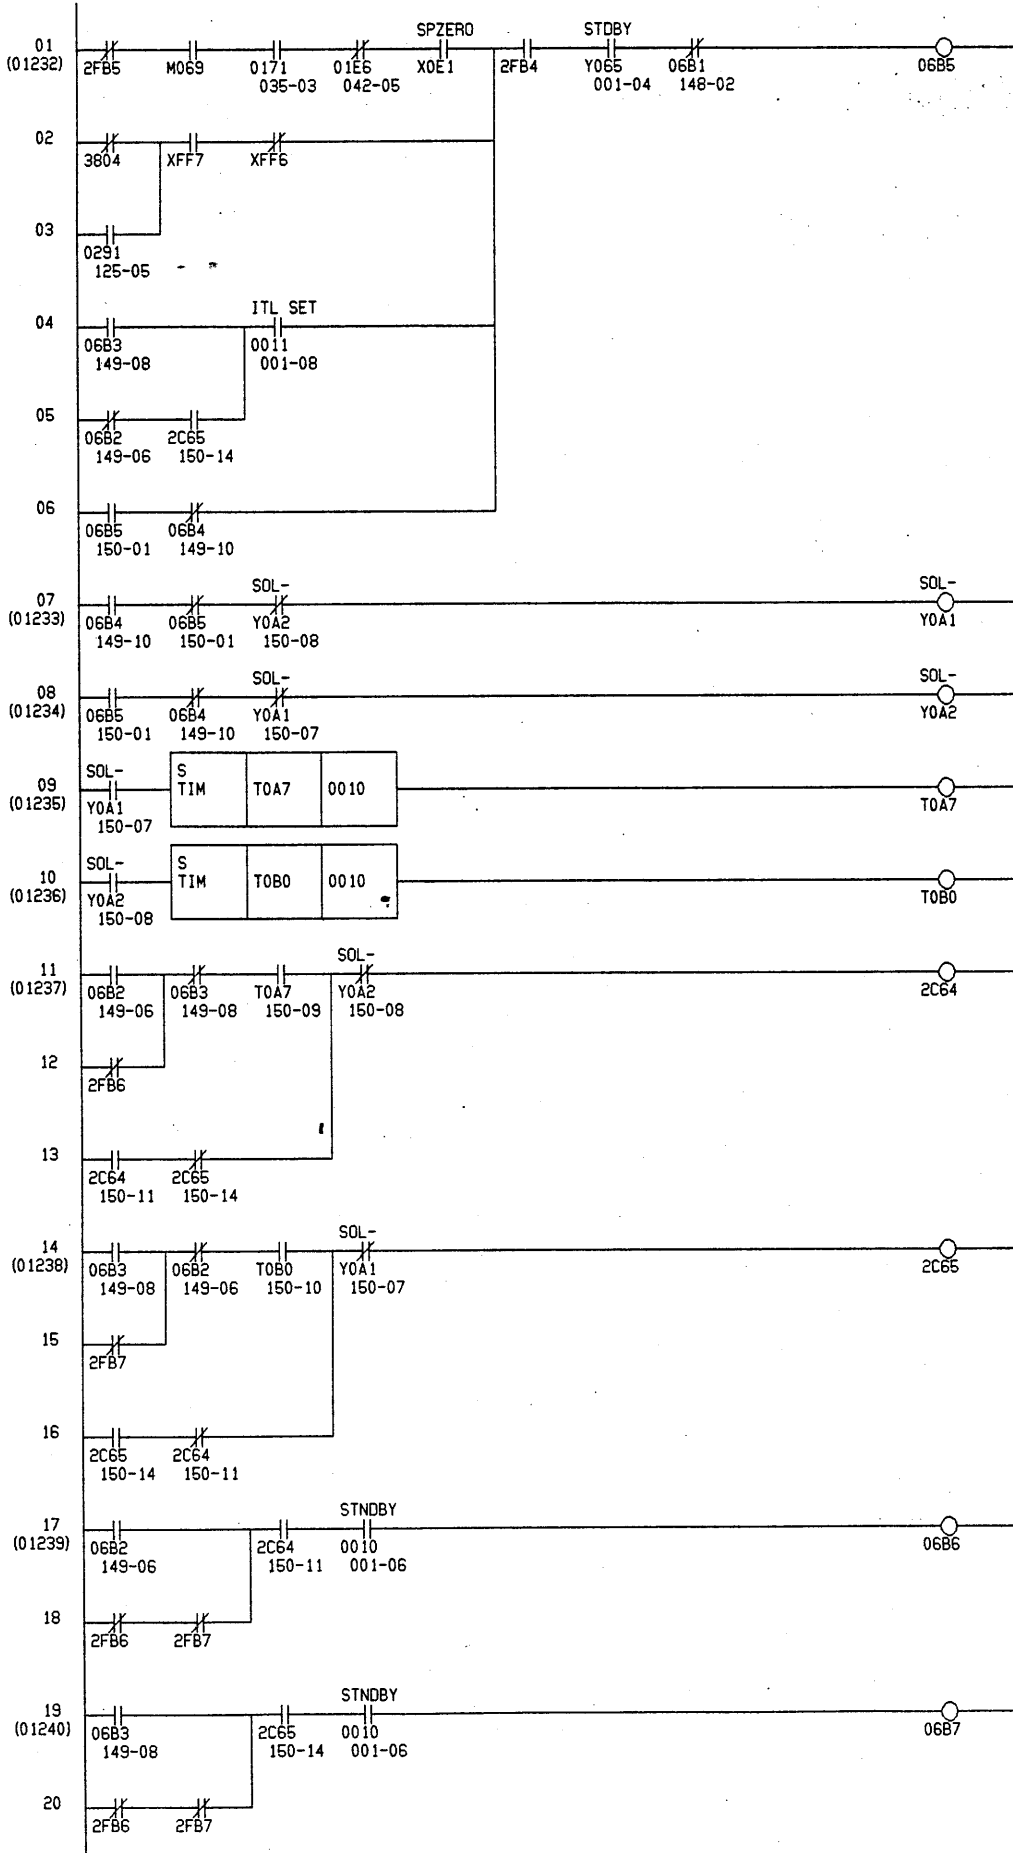 SPZERO STDBY
01
(01232) 2FB5 M069 0171 01E6 X0E1 2FB4 Y065 06B1 06B5
035-03 042-05 001-04 148-02
02
3804 XFF7 XFF6
03
0291
125-05
ITL SET
04
06B3 0011
149-08 001-08
05
06B2 2C65
149-06 150-14
06
06B5 06B4
150-01 149-10
SOL- SOL-
07
(01233) 06B4 06B5 Y0A2 Y0A1
149-10 150-01 150-08
SOL- SOL-
08
(01234) 06B5 06B4 Y0A1 Y0A2
150-01 149-10 150-07
SOL- S
09 TIM T0A7 0010
(01235) Y0A1 T0A7
150-07
SOL- S
10 TIM T0B0 0010
(01236) Y0A2 T0B0
150-08
SOL-
11
(01237) 06B2 06B3 T0A7 Y0A2 2C64
149-06 149-08 150-09 150-08
12
2FB6
13
2C64 2C65
150-11 150-14
SOL-
14
(01238) 06B3 06B2 T0B0 Y0A1 2C65
149-08 149-06 150-10 150-07
15
2FB7
16
2C65 2C64
150-14 150-11
STNDBY
17
(01239) 06B2 2C64 0010 06B6
149-06 150-11 001-06
18
2FB6 2FB7
STNDBY
19
(01240) 06B3 2C65 0010 06B7
149-08 150-14 001-06
20
2FB6 2FB7